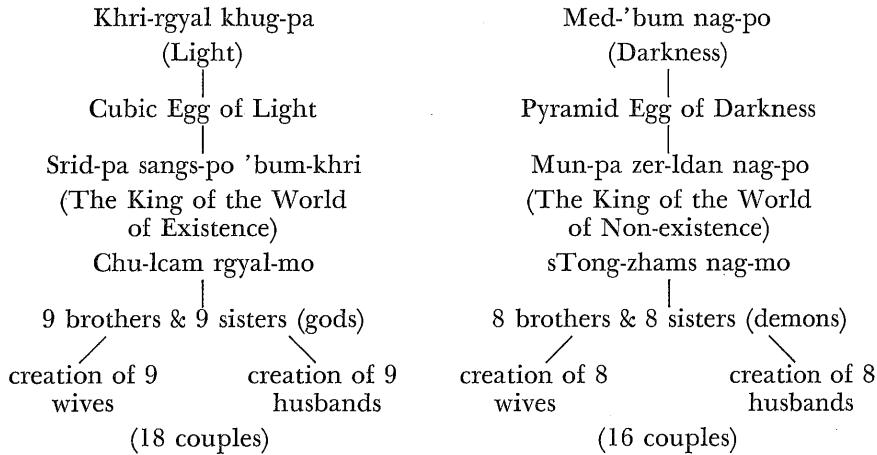 Khri-rgyal khug-pa
(Light)
Cubic Egg of Light
Srid-pa sangs-po ’bum-khri
(The King of the World
of Existence)
Chu-lcam rgyal-mo
9 brothers & 9 sisters (gods)
creation of 9
wives
creation of 9
husbands
(18 couples)
Med-’bum nag-po
(Darkness)
Pyramid Egg of Darkness
Mun-pa zer-ldan nag-po
(The King of the World
of Non-existence)
sTong-zhams nag-mo
8 brothers & 8 sisters (demons)
creation of 8
wives
creation of 8
husbands
(16 couples)